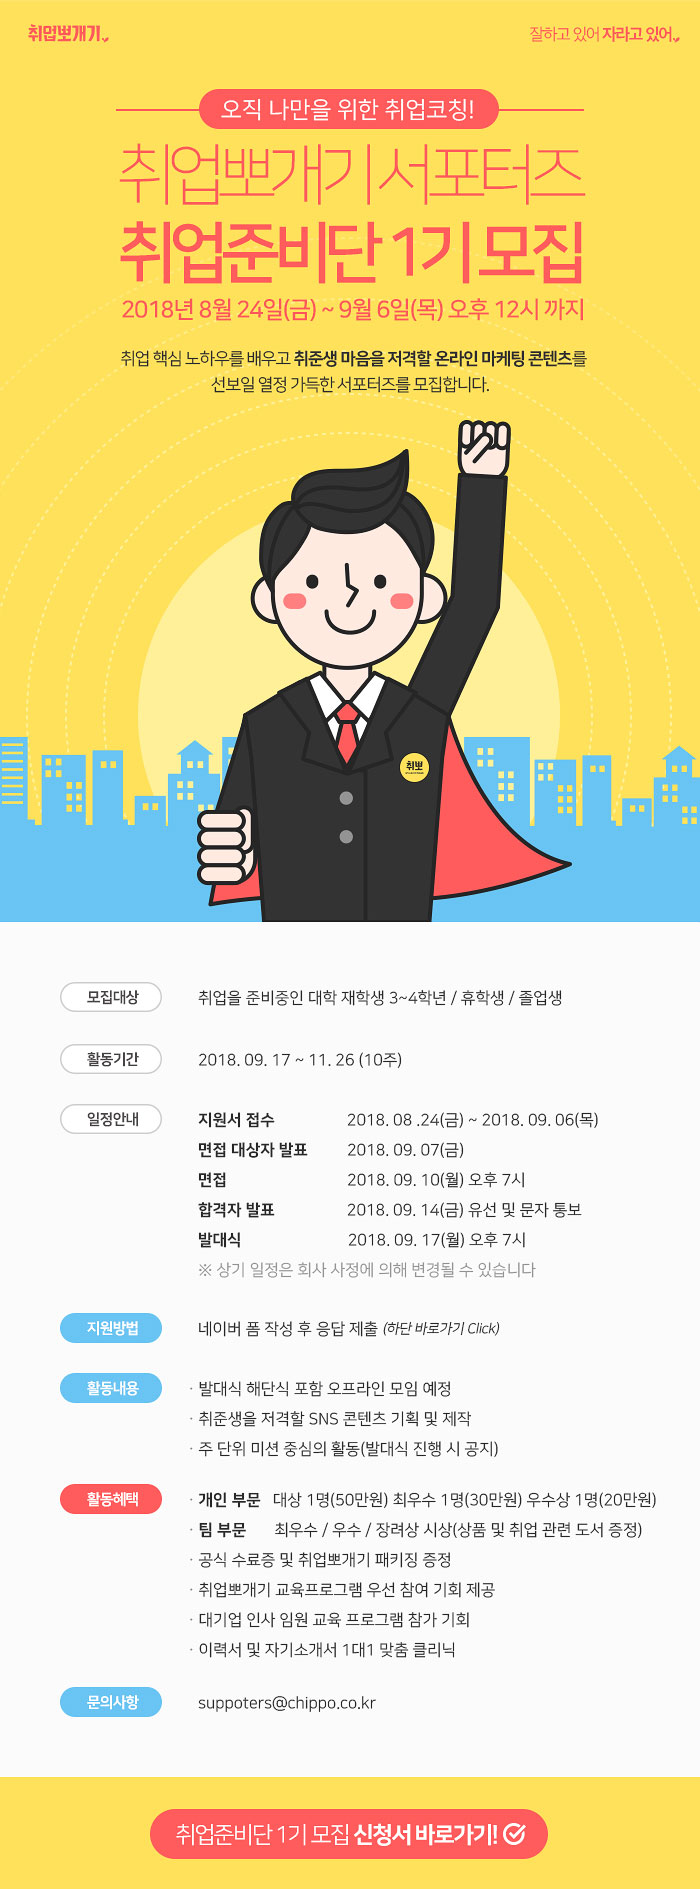 취업뽀개기
잘하고 있어 자라고 있어
오직 나만을 위한 취업코칭!
취업뽀개기 서포터즈
취업준비단 1기 모집
2018년 8월 24일(금) ~ 9월 6일(목) 오후 12시 까지
취업 핵심 노하우를 배우고 취준생 마음을 저격할 온라인 마케팅 콘텐츠를
선보일 열정 가득한 서포터즈를 모집합니다.
취뽀
모집대상 취업을 준비중인 대학 재학생 3~4학년 / 휴학생 / 졸업생
활동기간 2018. 09. 17 ~ 11. 26 (10주)
일정안내 지원서 접수 2018. 08 .24(금) ~ 2018. 09. 06(목)
면접 대상자 발표 2018. 09. 07(금)
면접 2018. 09. 10(월) 오후 7시
합격자 발표 2018. 09. 14(금) 유선 및 문자 통보
발대식 2018. 09. 17(월) 오후 7시
※ 상기 일정은 회사 사정에 의해 변경될 수 있습니다
지원방법 네이버 폼 작성 후 응답 제출 (하단 바로가기 Click)
활동내용 · 발대식 해단식 포함 오프라인 모임 예정
· 취준생을 저격할 SNS 콘텐츠 기획 및 제작
· 주 단위 미션 중심의 활동(발대식 진행 시 공지)
활동혜택 · 개인 부문 대상 1명(50만원) 최우수 1명(30만원) 우수상 1명(20만원)
· 팀 부문 최우수 / 우수 / 장려상 시상(상품 및 취업 관련 도서 증정)
· 공식 수료증 및 취업뽀개기 패키징 증정
· 취업뽀개기 교육프로그램 우선 참여 기회 제공
· 대기업 인사 임원 교육 프로그램 참가 기회
· 이력서 및 자기소개서 1대1 맞춤 클리닉
문의사항 suppoters@chippo.co.kr
취업준비단 1기 모집 신청서 바로가기!